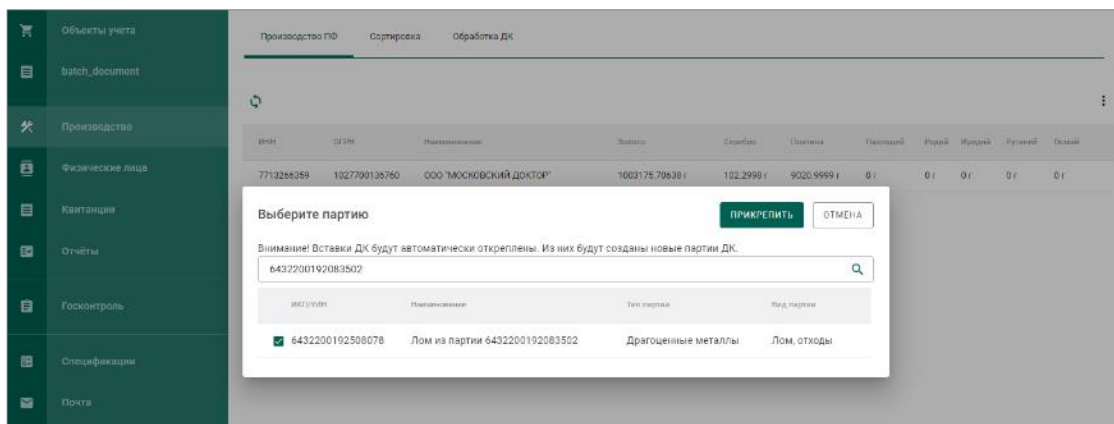 Объекты учета
batch_document
Производство
Физические лица
Квитанции
Отчёты
Госконтроль
Спецификации
Почта
Производство ПФ Сортировка Обработка ДК
ИНН ОГРН Наименование Золото Серебро Платина Палладий Родий Иридий Рутений Осмий
7713266359 1027700136760 ООО "МОСКОВСКИЙ ДОКТОР" 1003175,70638 г 102,2998 г 9020,9999 г 0 г 0 г 0 г 0 г
Выберите партию ПРИКРЕПИТЬ ОТМЕНА
Внимание! Вставки ДК будут автоматически откреплены. Из них будут созданы новые партии ДК.
6432200192083502
ИНП/УИН Наименование Тип партии Вид партии
6432200192508078 Лом из партии 6432200192083502 Драгоценные металлы Лом, отходы